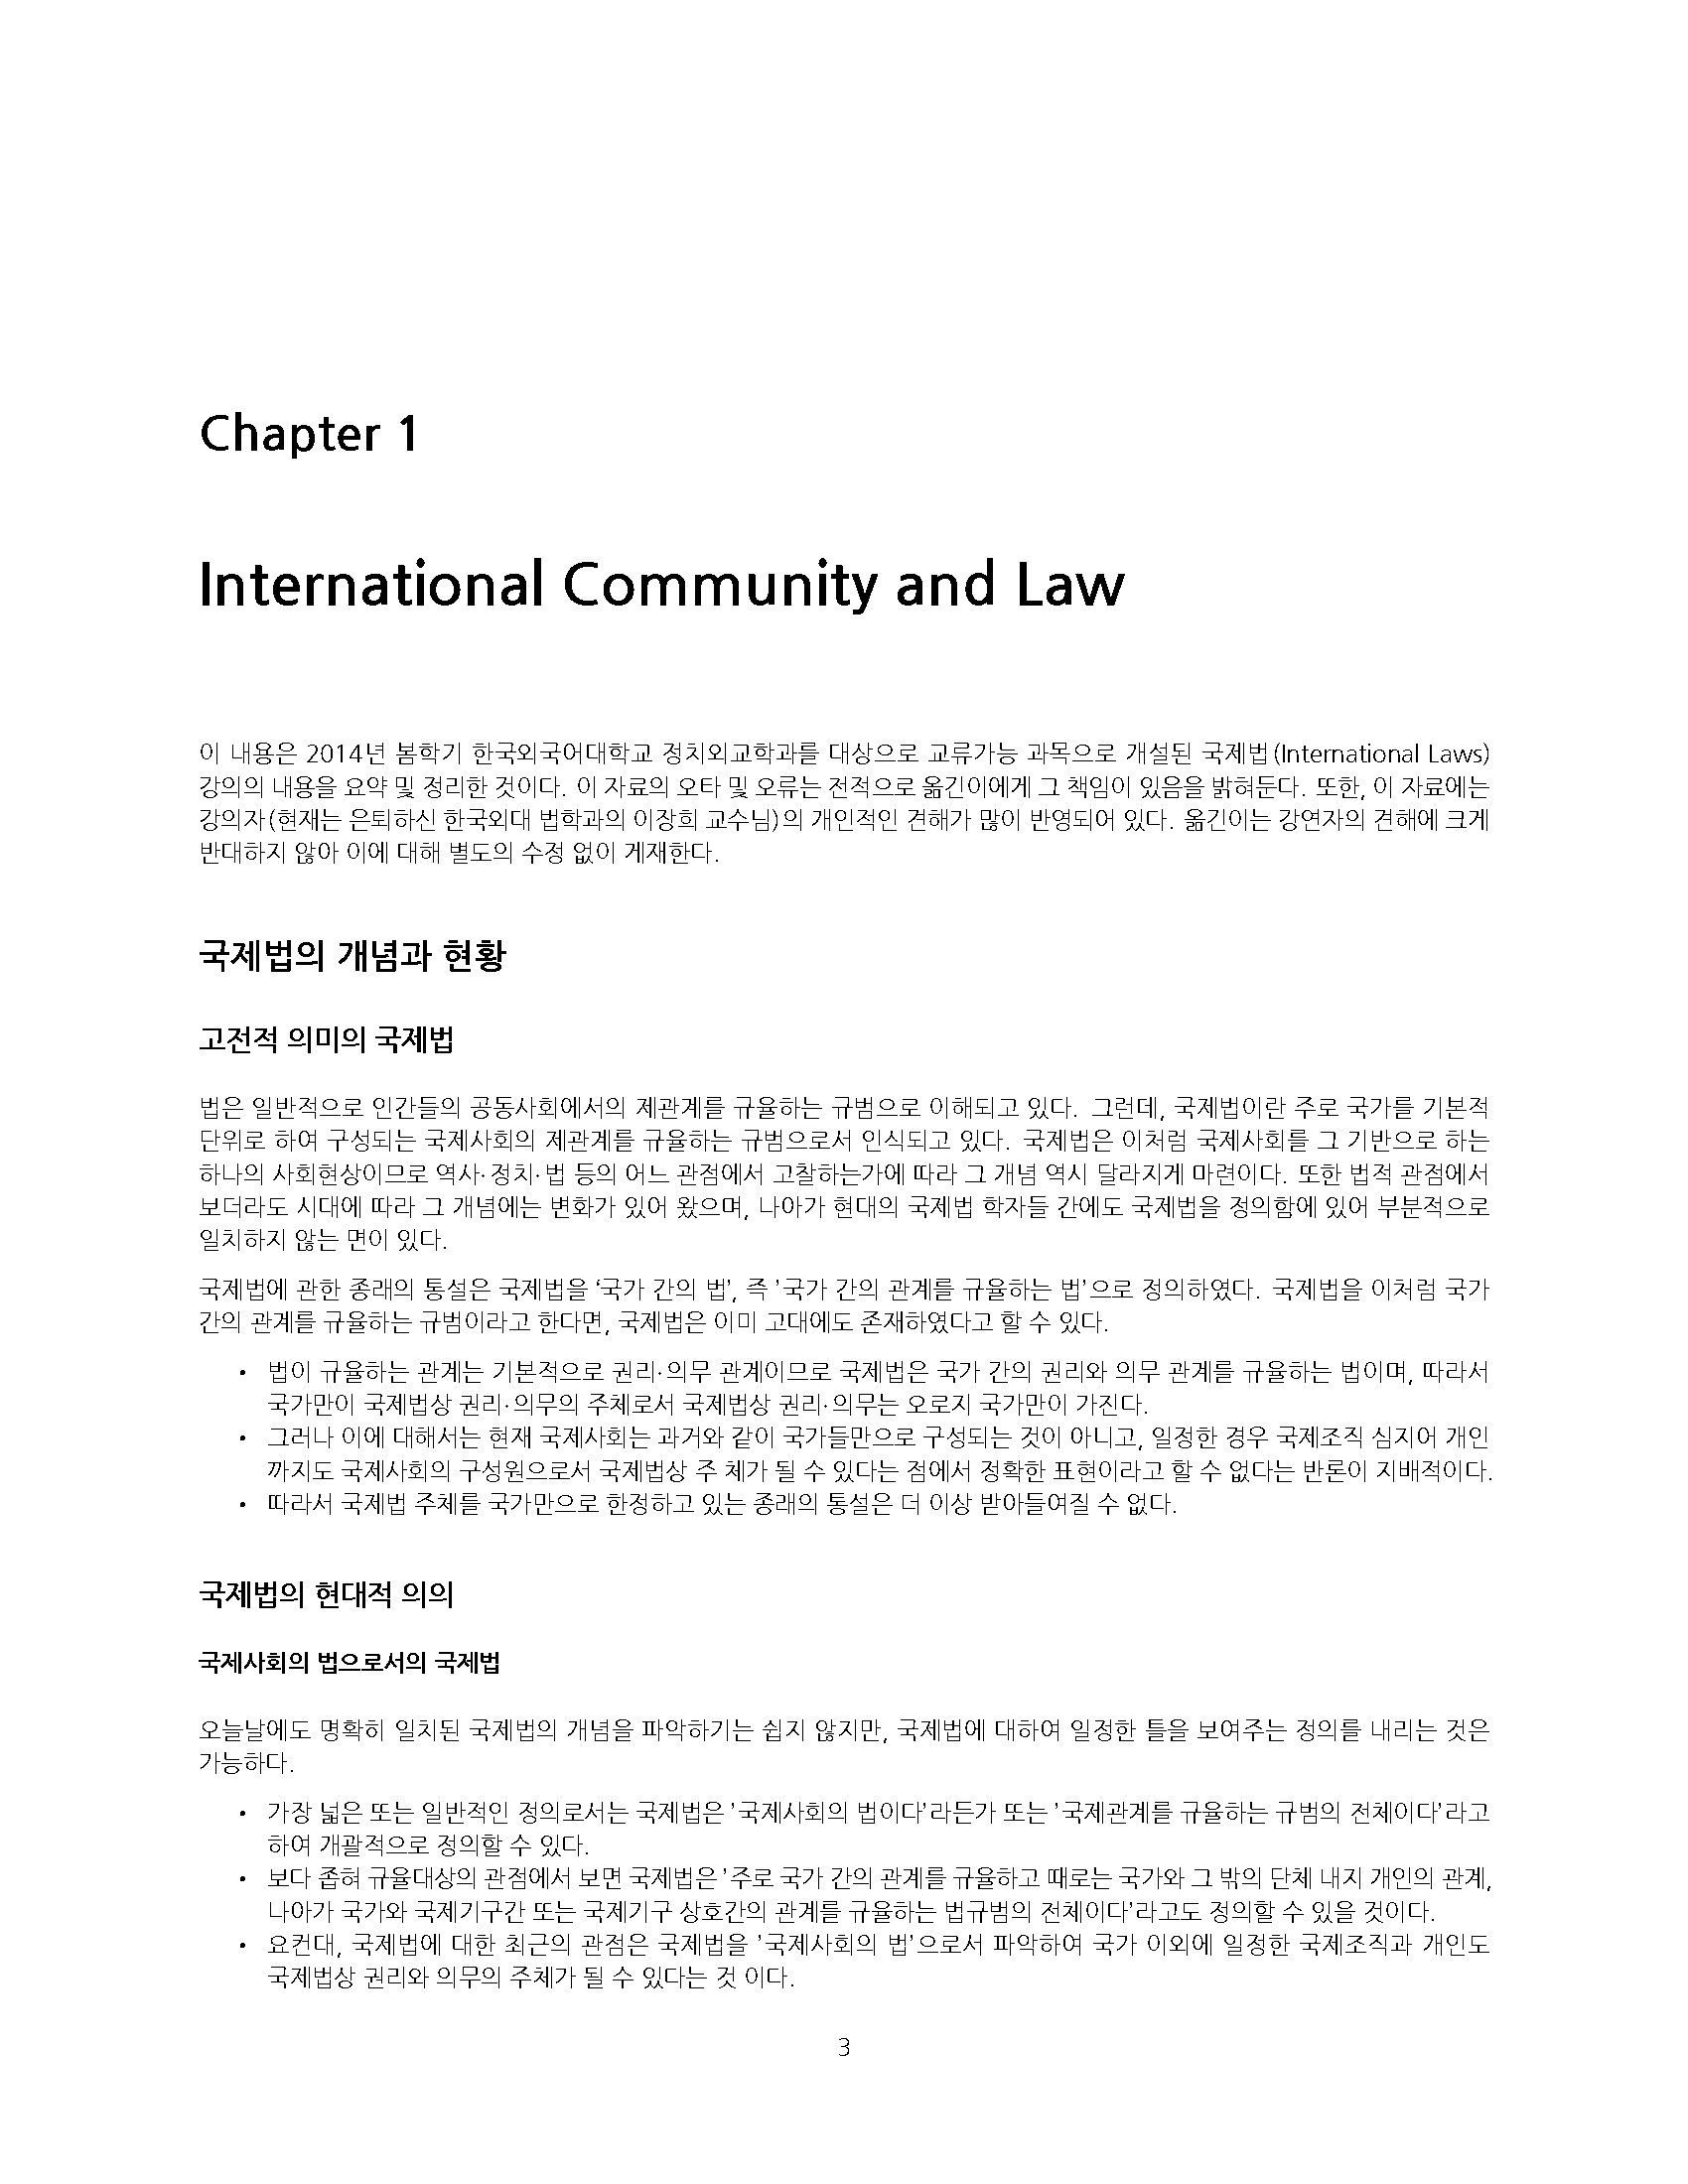 Chapter 1
International Community and Law
이 내용은 2014년 봄학기 한국외국어대학교 정치외교학과를 대상으로 교류가능 과목으로 개설된 국제법(International Laws)
강의의 내용을 요약 및 정리한 것이다. 이 자료의 오타 및 오류는 전적으로 옮긴이에게 그 책임이 있음을 밝혀둔다. 또한, 이 자료에는
강의자(현재는 은퇴하신 한국외대 법학과의 이장희 교수님)의 개인적인 견해가 많이 반영되어 있다. 옮긴이는 강연자의 견해에 크게
반대하지 않아 이에 대해 별도의 수정 없이 게재한다.
국제법의 개념과 현황
고전적 의미의 국제법
법은 일반적으로 인간들의 공동사회에서의 제관계를 규율하는 규범으로 이해되고 있다. 그런데, 국제법이란 주로 국가를 기본적
단위로 하여 구성되는 국제사회의 제관계를 규율하는 규범으로서 인식되고 있다. 국제법은 이처럼 국제사회를 그 기반으로 하는
하나의 사회현상이므로 역사·정치·법 등의 어느 관점에서 고찰하는가에 따라 그 개념 역시 달라지게 마련이다. 또한 법적 관점에서
보더라도 시대에 따라 그 개념에는 변화가 있어 왔으며, 나아가 현대의 국제법 학자들 간에도 국제법을 정의함에 있어 부분적으로
일치하지 않는 면이 있다.
국제법에 관한 종래의 통설은 국제법을 ‘국가 간의 법’, 즉 ’국가 간의 관계를 규율하는 법’으로 정의하였다. 국제법을 이처럼 국가
간의 관계를 규율하는 규범이라고 한다면, 국제법은 이미 고대에도 존재하였다고 할 수 있다.
• 법이 규율하는 관계는 기본적으로 권리·의무 관계이므로 국제법은 국가 간의 권리와 의무 관계를 규율하는 법이며, 따라서
국가만이 국제법상 권리·의무의 주체로서 국제법상 권리·의무는 오로지 국가만이 가진다.
• 그러나 이에 대해서는 현재 국제사회는 과거와 같이 국가들만으로 구성되는 것이 아니고, 일정한 경우 국제조직 심지어 개인
까지도 국제사회의 구성원으로서 국제법상 주 체가 될 수 있다는 점에서 정확한 표현이라고 할 수 없다는 반론이 지배적이다.
• 따라서 국제법 주체를 국가만으로 한정하고 있는 종래의 통설은 더 이상 받아들여질 수 없다.
국제법의 현대적 의의
국제사회의 법으로서의 국제법
오늘날에도 명확히 일치된 국제법의 개념을 파악하기는 쉽지 않지만, 국제법에 대하여 일정한 틀을 보여주는 정의를 내리는 것은
가능하다.
• 가장 넓은 또는 일반적인 정의로서는 국제법은 ’국제사회의 법이다’라든가 또는 ’국제관계를 규율하는 규범의 전체이다’라고
하여 개괄적으로 정의할 수 있다.
• 보다 좁혀 규율대상의 관점에서 보면 국제법은 ’주로 국가 간의 관계를 규율하고 때로는 국가와 그 밖의 단체 내지 개인의 관계,
나아가 국가와 국제기구간 또는 국제기구 상호간의 관계를 규율하는 법규범의 전체이다’라고도 정의할 수 있을 것이다.
• 요컨대, 국제법에 대한 최근의 관점은 국제법을 ’국제사회의 법’으로서 파악하여 국가 이외에 일정한 국제조직과 개인도
국제법상 권리와 의무의 주체가 될 수 있다는 것 이다.
3